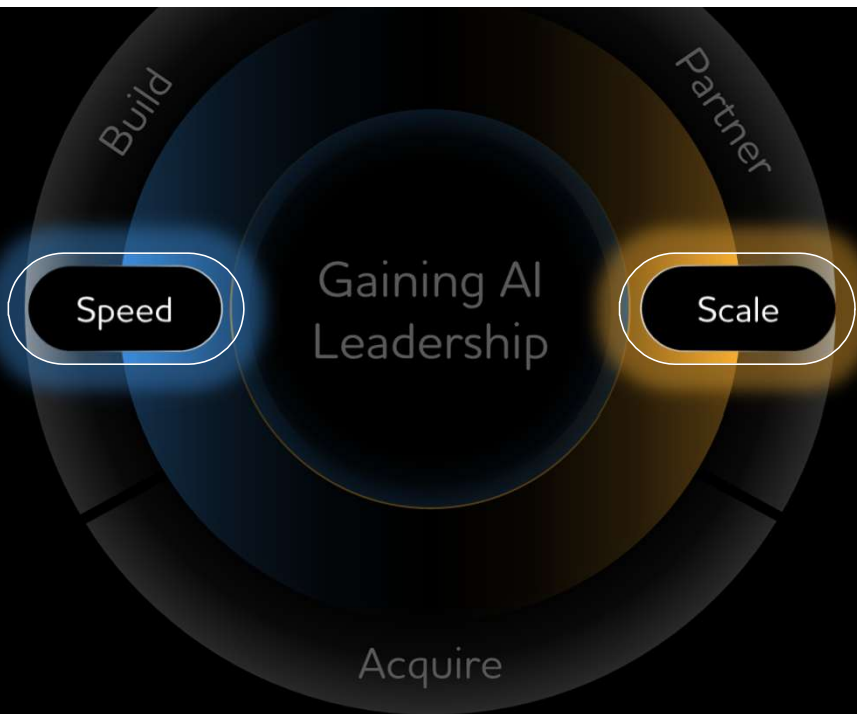 Build
Partner
Speed
Gaining AI
Leadership
Scale
Acquire